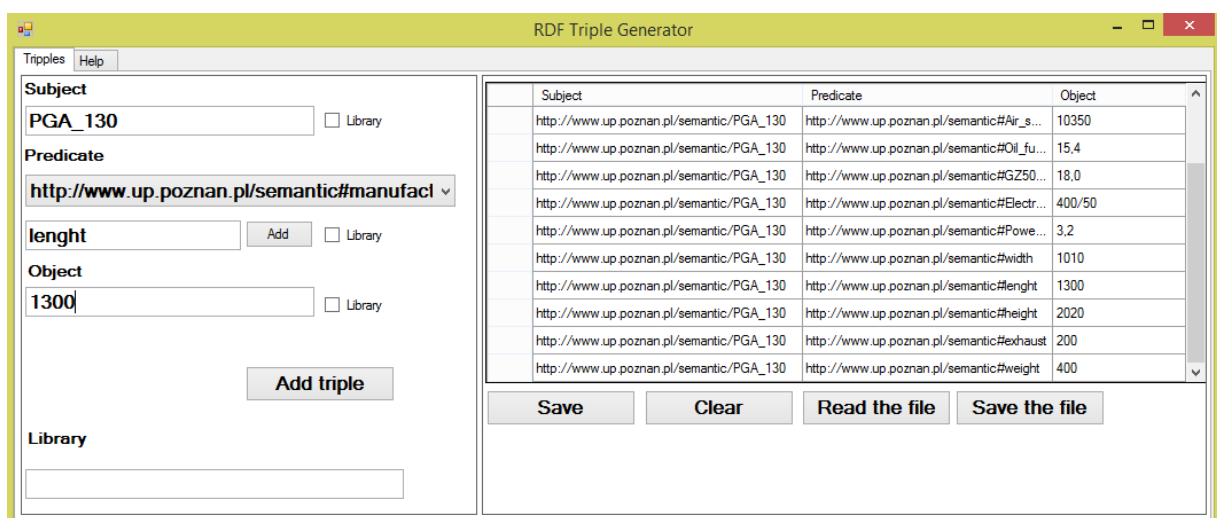 RDF Triple Generator
Tripples Help
Subject
PGA_130 Library
Predicate
http://www.up.poznan.pl/semantic#manufact
lenght Add Library
Object
1300 Library
Add triple
Library
Subject Predicate Object
http://www.up.poznan.pl/semantic/PGA_130 http://www.up.poznan.pl/semantic#Air_s... 10350
http://www.up.poznan.pl/semantic/PGA_130 http://www.up.poznan.pl/semantic#Oil_fu... 15,4
http://www.up.poznan.pl/semantic/PGA_130 http://www.up.poznan.pl/semantic#GZ50... 18,0
http://www.up.poznan.pl/semantic/PGA_130 http://www.up.poznan.pl/semantic#Electr... 400/50
http://www.up.poznan.pl/semantic/PGA_130 http://www.up.poznan.pl/semantic#Powe... 3,2
http://www.up.poznan.pl/semantic/PGA_130 http://www.up.poznan.pl/semantic#width 1010
http://www.up.poznan.pl/semantic/PGA_130 http://www.up.poznan.pl/semantic#lenght 1300
http://www.up.poznan.pl/semantic/PGA_130 http://www.up.poznan.pl/semantic#height 2020
http://www.up.poznan.pl/semantic/PGA_130 http://www.up.poznan.pl/semantic#exhaust 200
http://www.up.poznan.pl/semantic/PGA_130 http://www.up.poznan.pl/semantic#weight 400
Save Clear Read the file Save the file